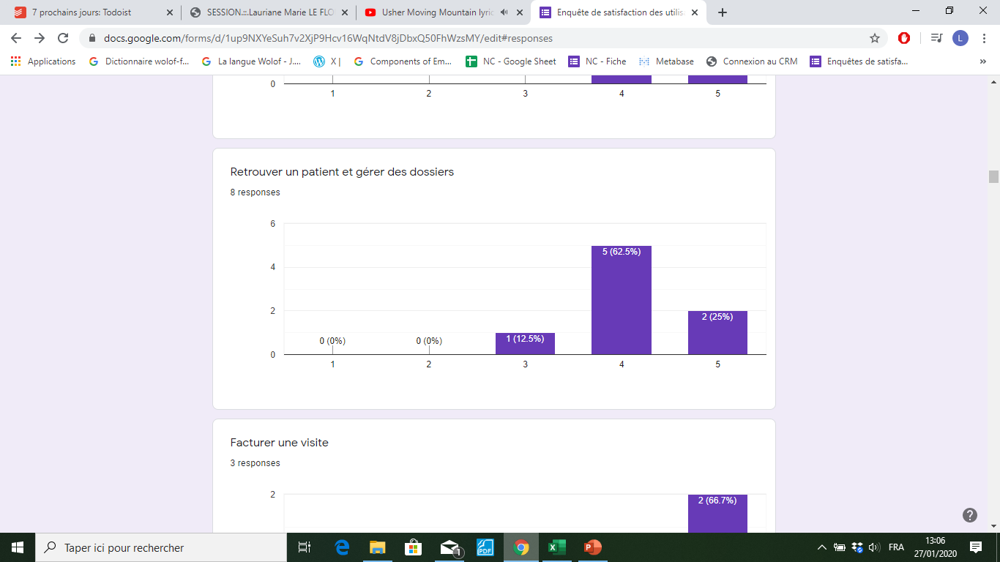 7 prochains jours: Todoist
SESSION.::.Lauriane Marie LE FLO
Usher Moving Mountain lyric
Enquête de satisfaction des utilis
docs.google.com/forms/d/1up9NXYeSuh7v2XjP9Hcv16WqNtdV8jDbxQ50FhWzsMY/edit#responses
L
Applications
Dictionnaire wolof-f...
La langue Wolof - J....
X |
Components of Em...
NC - Google Sheet
NC - Fiche
Metabase
Connexion au CRM
Enquêtes de satisfa...
»
0
1 2 3 4 5
Retrouver un patient et gérer des dossiers
8 responses
6
5 (62.5%)
4
2
2 (25%)
1 (12.5%)
0 (0%) 0 (0%)
0
1 2 3 4 5
Facturer une visite
3 responses
2
2 (66.7%)
Taper ici pour rechercher
1
PDF
FRA
13:06
27/01/2020